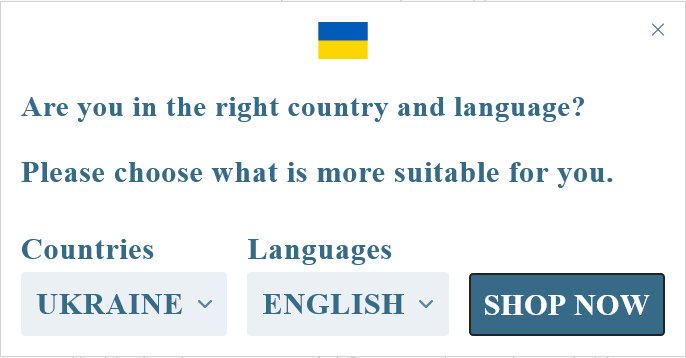 Are you in the right country and language?
Please choose what is more suitable for you.
Countries Languages
UKRAINE ENGLISH SHOP NOW